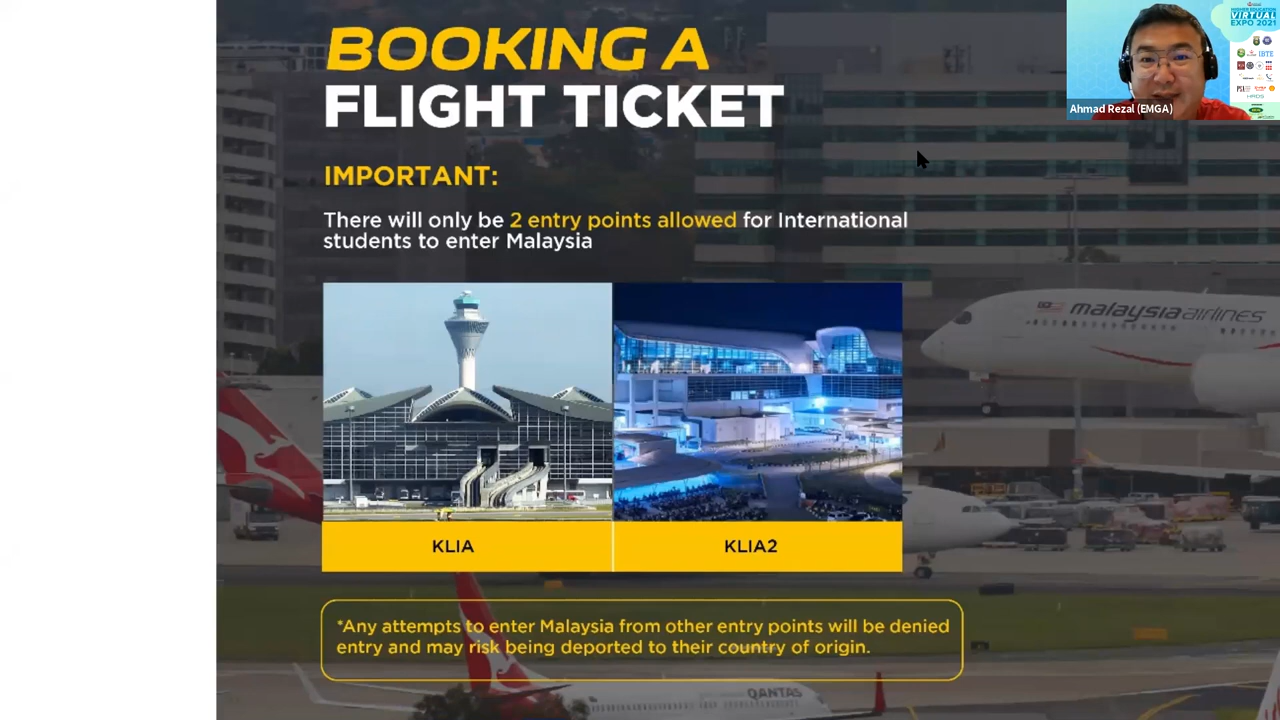 BOOKING A
FLIGHT TICKET
IMPORTANT:
There will only be 2 entry points allowed for International
students to enter Malaysia
malaysia airlines
KLIA
KLIA2
*Any attempts to enter Malaysia from other entry points will be denied
entry and may risk being deported to their country of origin.
QANTAS
Ahmad Rezal (EMGA)
VIRTUAL
EXPO 2021
IBTE